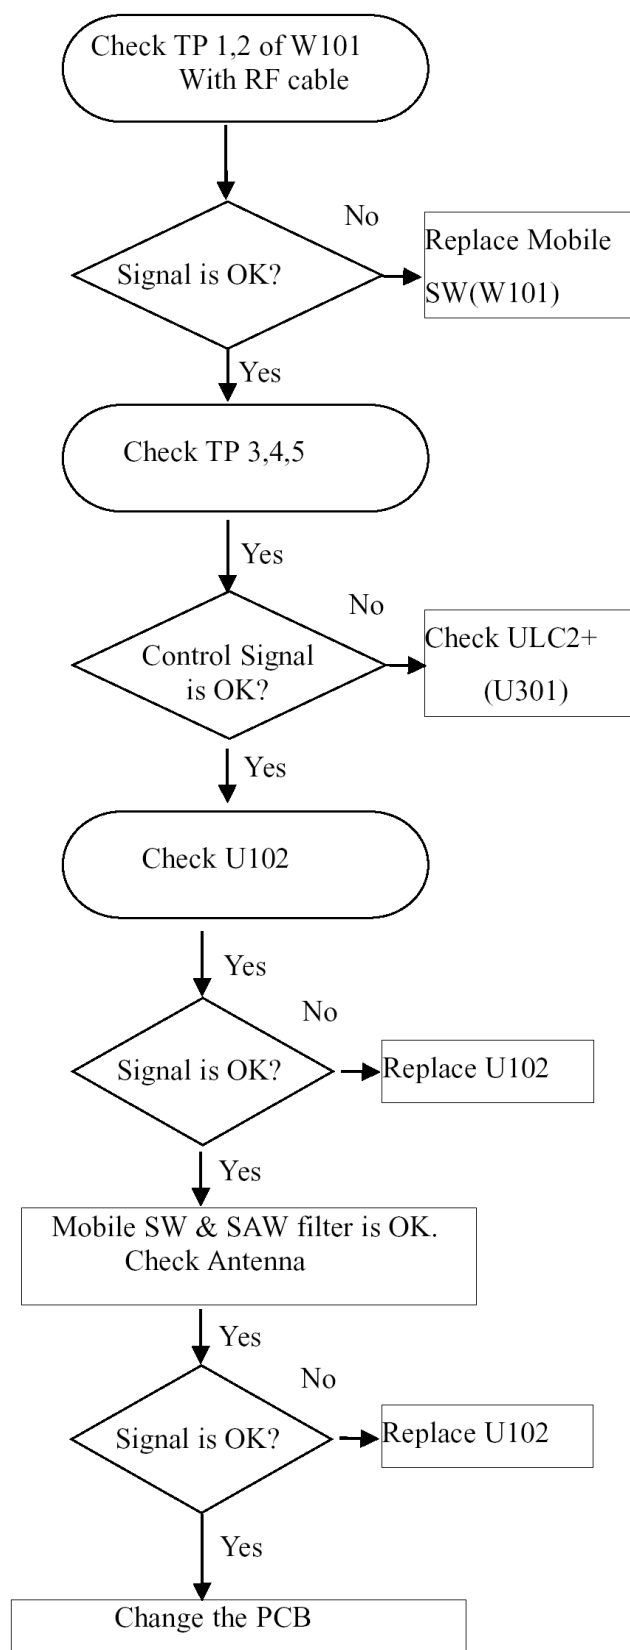 Check TP 1,2 of W101
With RF cable
No
Signal is OK?
Replace Mobile
SW(W101)
Yes
Check TP 3,4,5
Yes
No
Control Signal
is OK?
Check ULC2+
(U301)
Yes
Check U102
Yes
No
Signal is OK?
Replace U102
Yes
Mobile SW & SAW filter is OK.
Check Antenna
Yes
No
Signal is OK?
Replace U102
Yes
Change the PCB